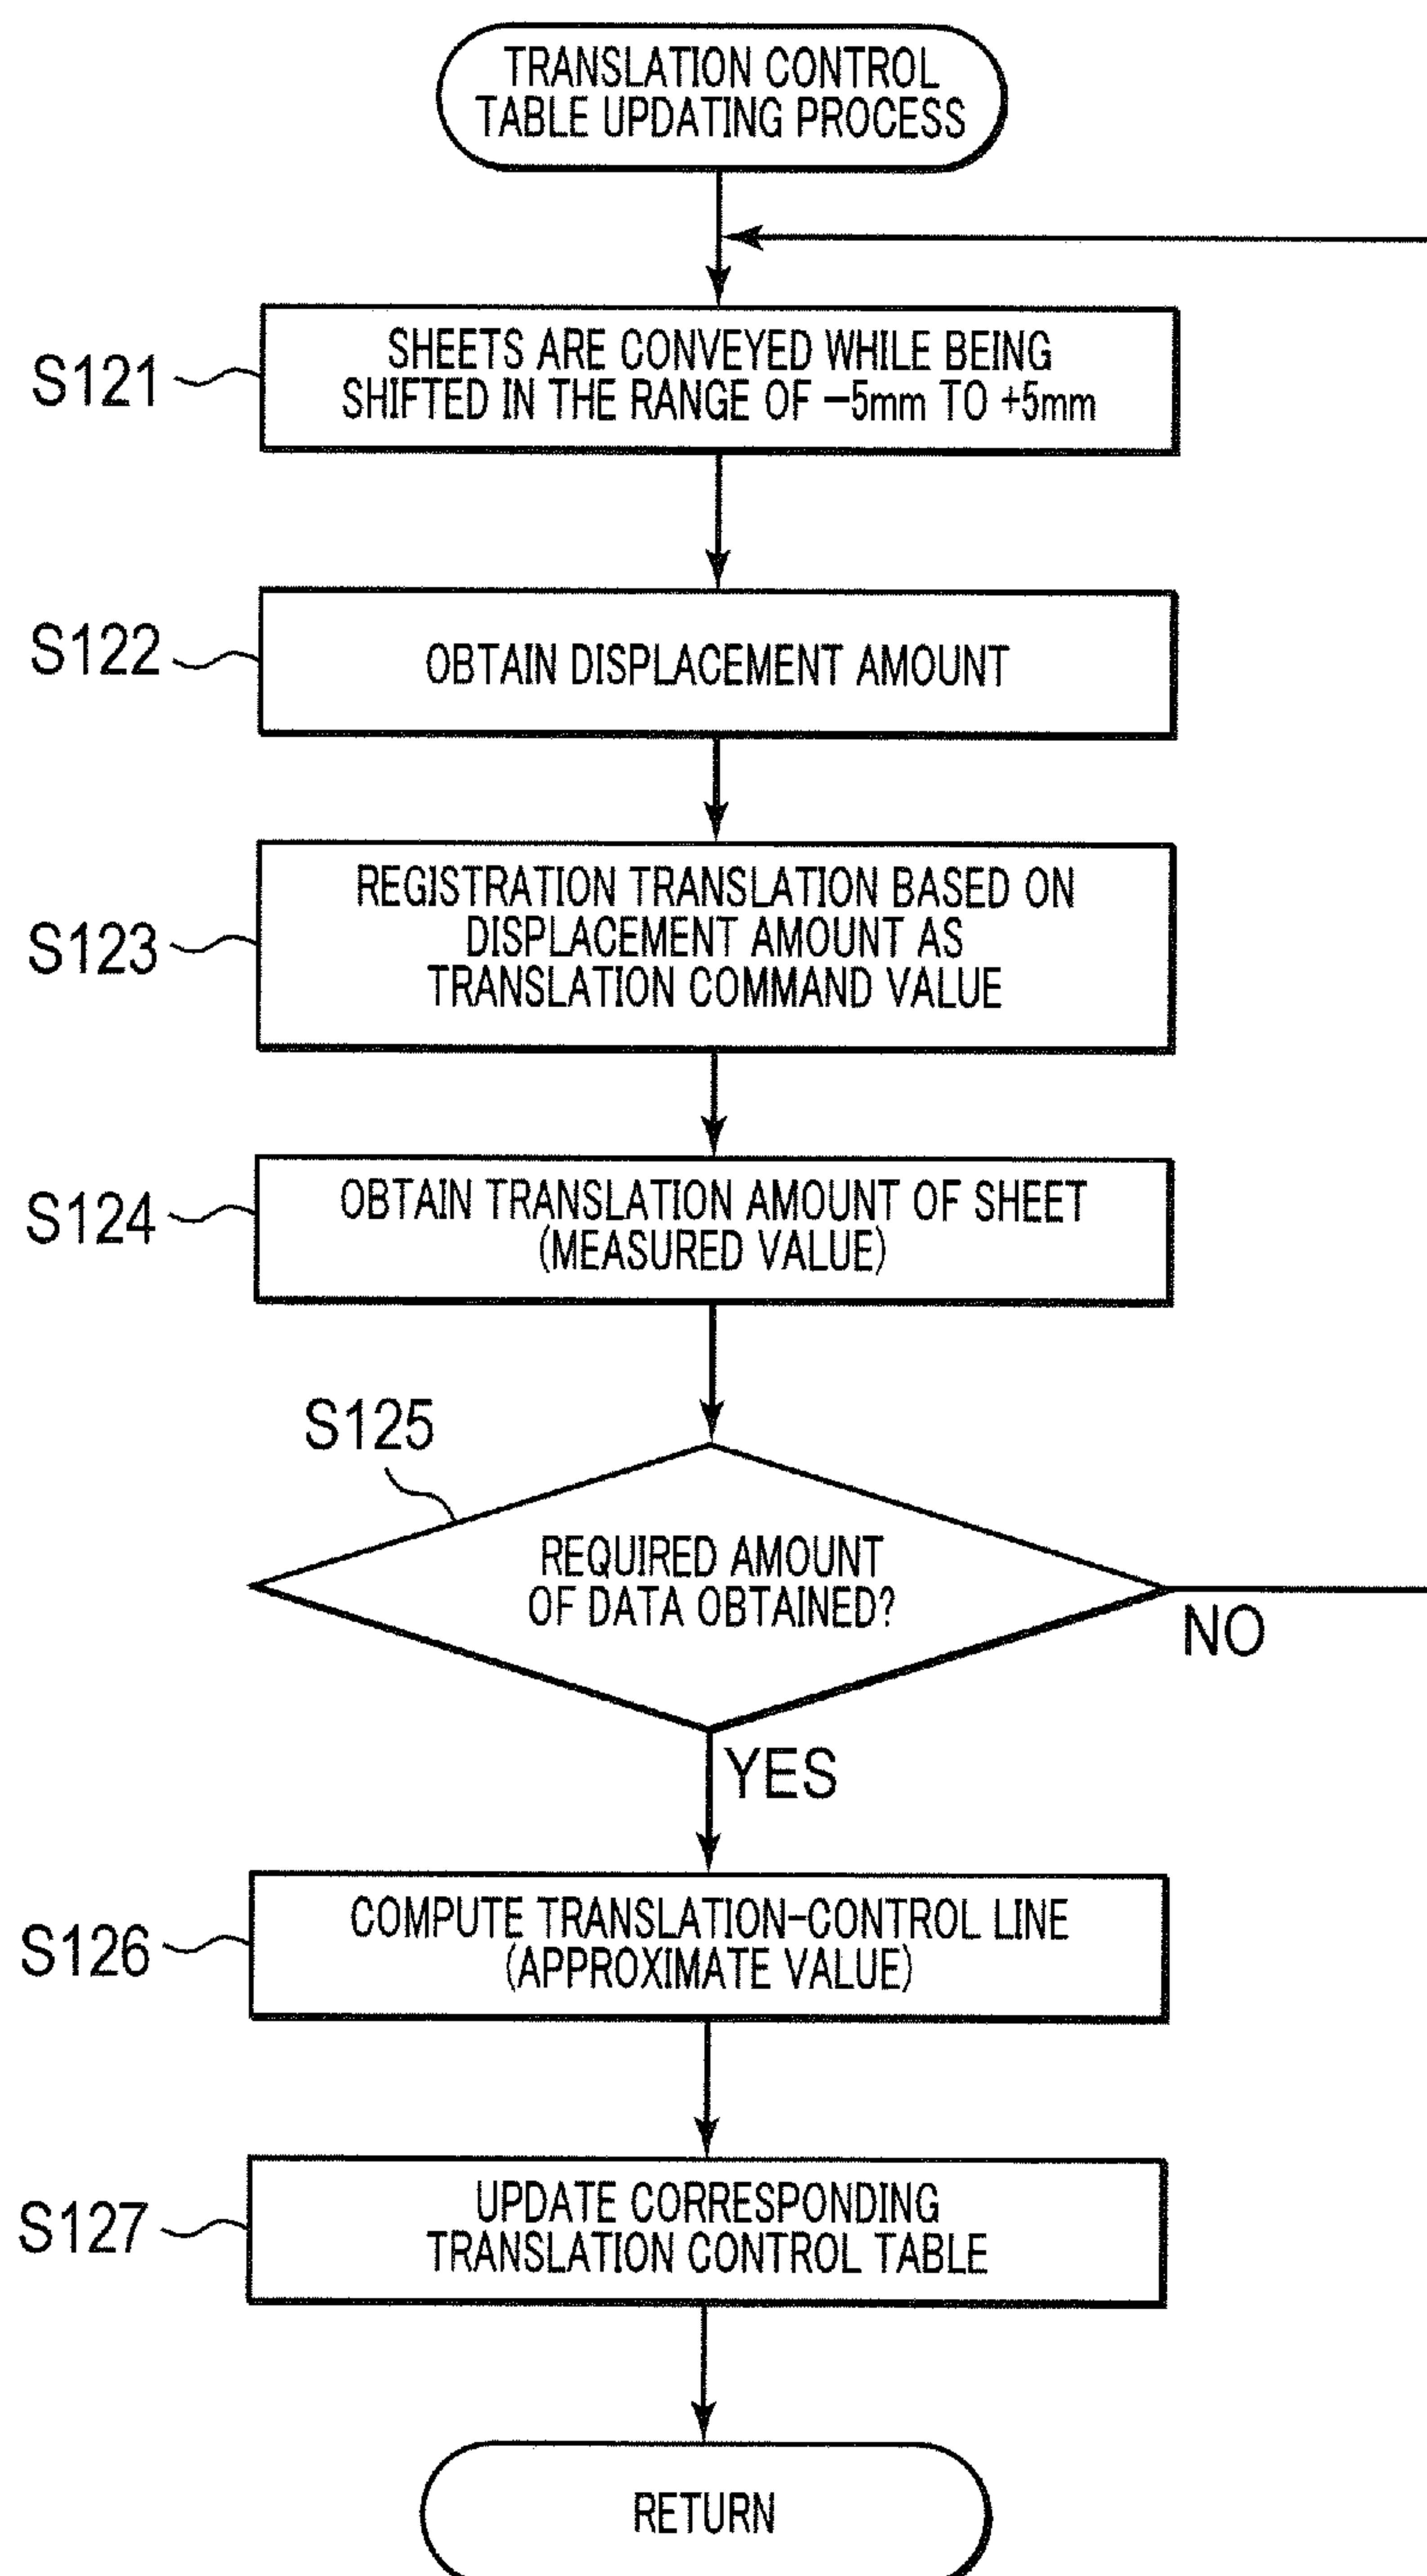 TRANSLATION CONTROL
TABLE UPDATING PROCESS
S121
SHEETS ARE CONVEYED WHILE BEING
SHIFTED IN THE RANGE OF −5mm TO +5mm
S122
OBTAIN DISPLACEMENT AMOUNT
S123
REGISTRATION TRANSLATION BASED ON
DISPLACEMENT AMOUNT AS
TRANSLATION COMMAND VALUE
S124
OBTAIN TRANSLATION AMOUNT OF SHEET
(MEASURED VALUE)
S125
REQUIRED AMOUNT
OF DATA OBTAINED?
NO
YES
S126
COMPUTE TRANSLATION-CONTROL LINE
(APPROXIMATE VALUE)
S127
UPDATE CORRESPONDING
TRANSLATION CONTROL TABLE
RETURN